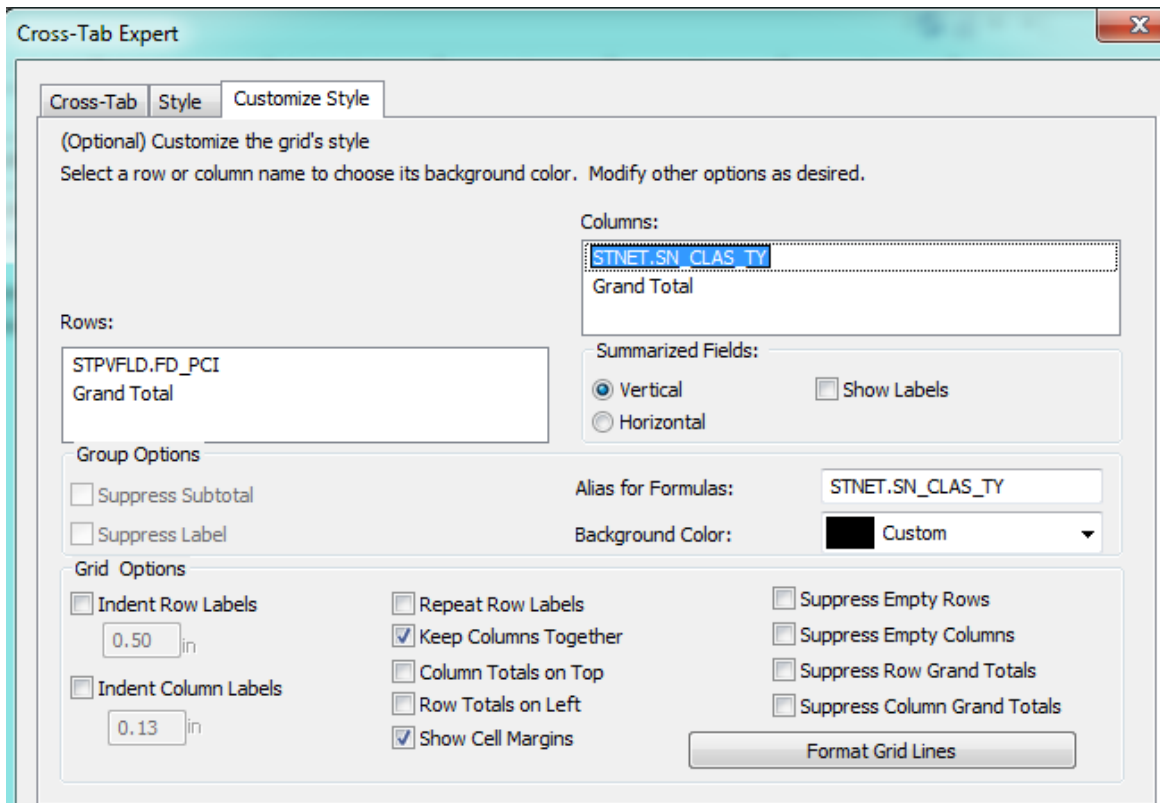 Cross-Tab Expert
Cross-Tab
Style
Customize Style
(Optional) Customize the grid's style
Select a row or column name to choose its background color. Modify other options as desired.
Columns:
STNET.SN_CLAS_TY
Grand Total
Rows:
STPVFLD.FD_PCI
Grand Total
Summarized Fields:
Vertical
Show Labels
Horizontal
Group Options
Suppress Subtotal
Suppress Label
Alias for Formulas:
STNET.SN_CLAS_TY
Background Color:
Custom
Grid Options
Indent Row Labels
0.50 in
Indent Column Labels
0.13 in
Repeat Row Labels
Keep Columns Together
Column Totals on Top
Row Totals on Left
Show Cell Margins
Suppress Empty Rows
Suppress Empty Columns
Suppress Row Grand Totals
Suppress Column Grand Totals
Format Grid Lines